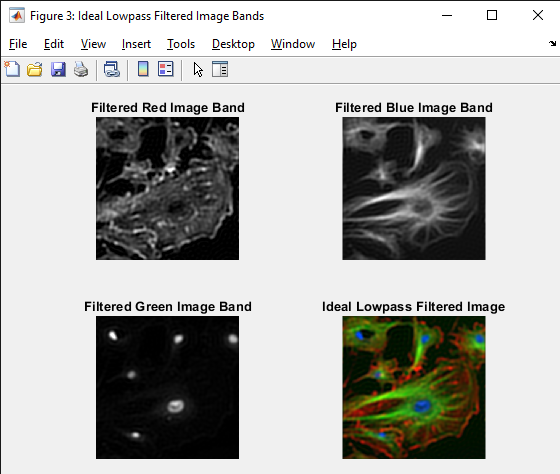 Figure 3: Ideal Lowpass Filtered Image Bands
File Edit View Insert Tools Desktop Window Help
Filtered Red Image Band
Filtered Blue Image Band
Filtered Green Image Band
Ideal Lowpass Filtered Image